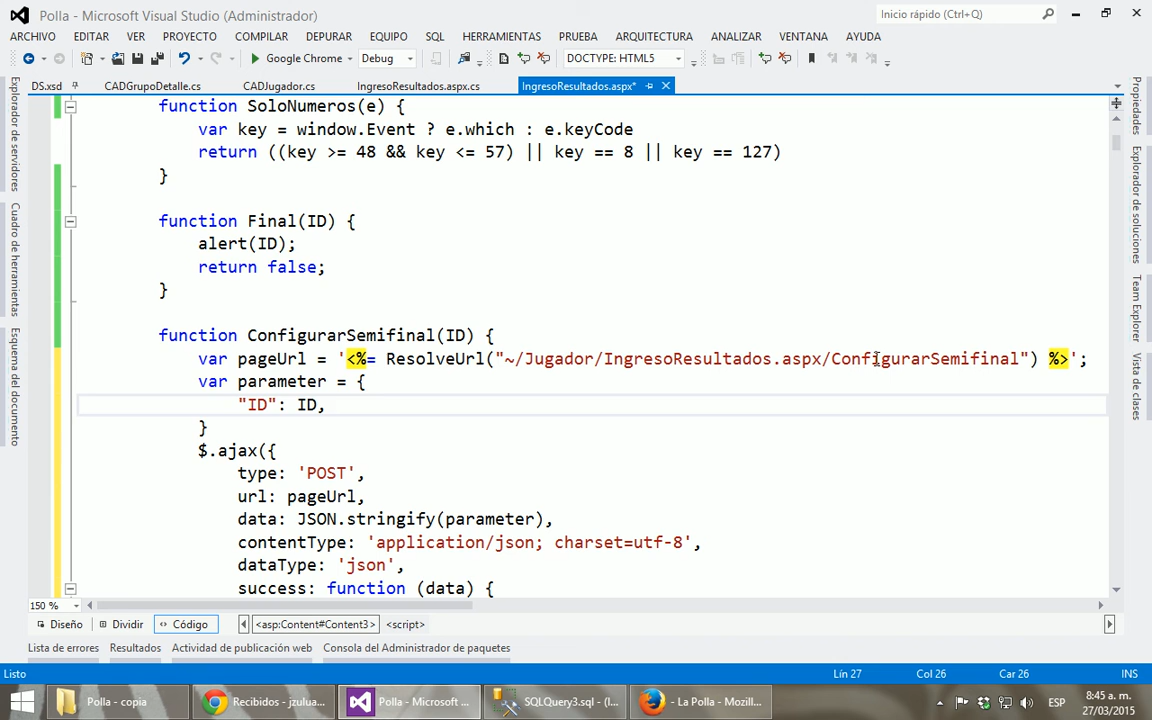 Polla - Microsoft Visual Studio (Administrador)
Inicio rápido (Ctrl+Q)
ARCHIVO EDITAR VER PROYECTO COMPILAR DEPURAR EQUIPO SQL HERRAMIENTAS PRUEBA ARQUITECTURA ANALIZAR VENTANA AYUDA
Google Chrome Debug DOCTYPE: HTML5
DS.xsd CADGrupoDetalle.cs CADJugador.cs IngresoResultados.aspx.cs IngresoResultados.aspx*
Explorador de servidores
Cuadro de herramientas
Esquema del documento
function SoloNumeros(e) {
var key = window.Event ? e.which : e.keyCode
return ((key >= 48 && key <= 57) || key == 8 || key == 127)
}
function Final(ID) {
alert(ID);
return false;
}
function ConfigurarSemifinal(ID) {
var pageUrl = '<%= ResolveUrl("~/Jugador/IngresoResultados.aspx/ConfigurarSemifinal") %>';
var parameter = {
"ID": ID,
}
$.ajax({
type: 'POST',
url: pageUrl,
data: JSON.stringify(parameter),
contentType: 'application/json; charset=utf-8',
dataType: 'json',
success: function (data) {
Propiedades
Explorador de soluciones
Team Explorer
Vista de clases
150 %
Diseño Dividir Código <asp:Content#Content3> <script>
Lista de errores Resultados Actividad de publicación web Consola del Administrador de paquetes
Listo Lín 27 Col 26 Car 26 INS
Polla - copia Recibidos - jzulua... Polla - Microsoft ... SQLQuery3.sql - (l... - La Polla - Mozill... ESP 8:45 a. m.
27/03/2015